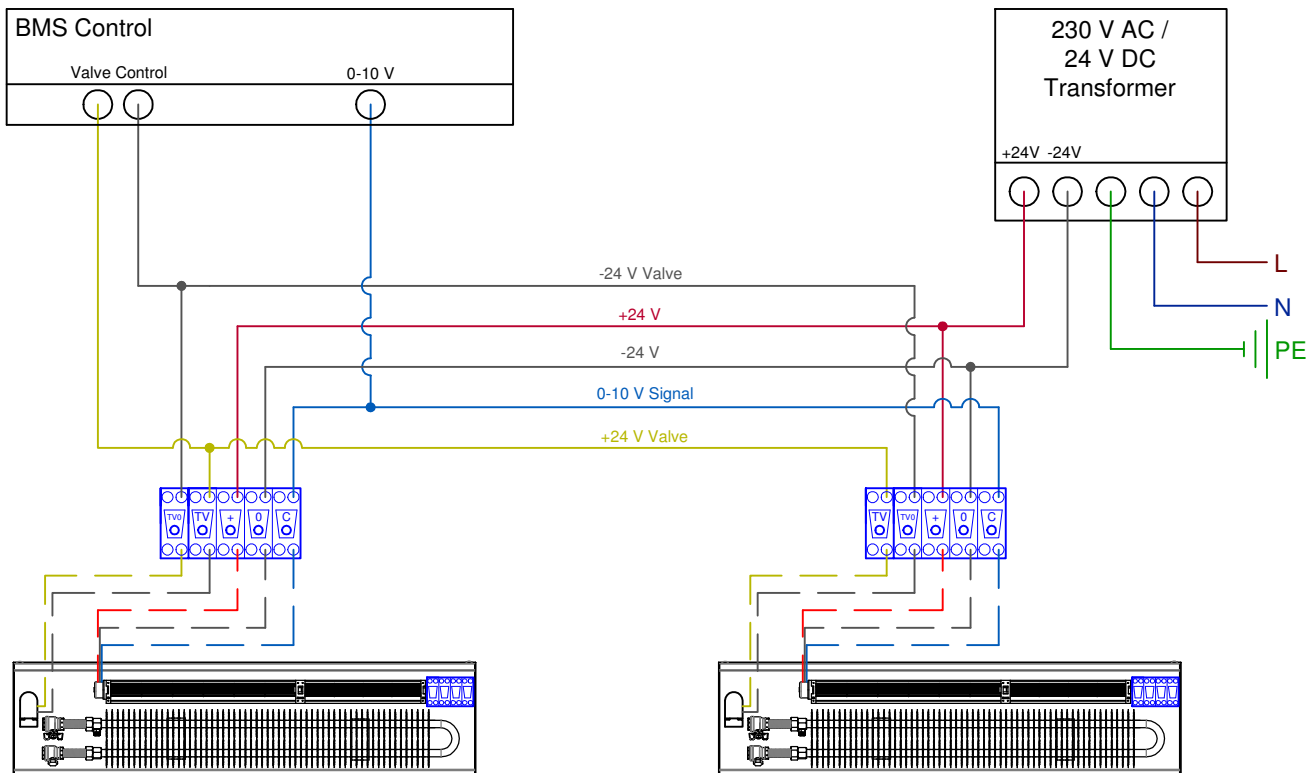 BMS Control
Valve Control
0-10 V
230 V AC /
24 V DC
Transformer
+24V -24V
L
N
PE
-24 V Valve
+24 V
-24 V
0-10 V Signal
+24 V Valve
TV0 TV + 0 C
TV TV0 + 0 C